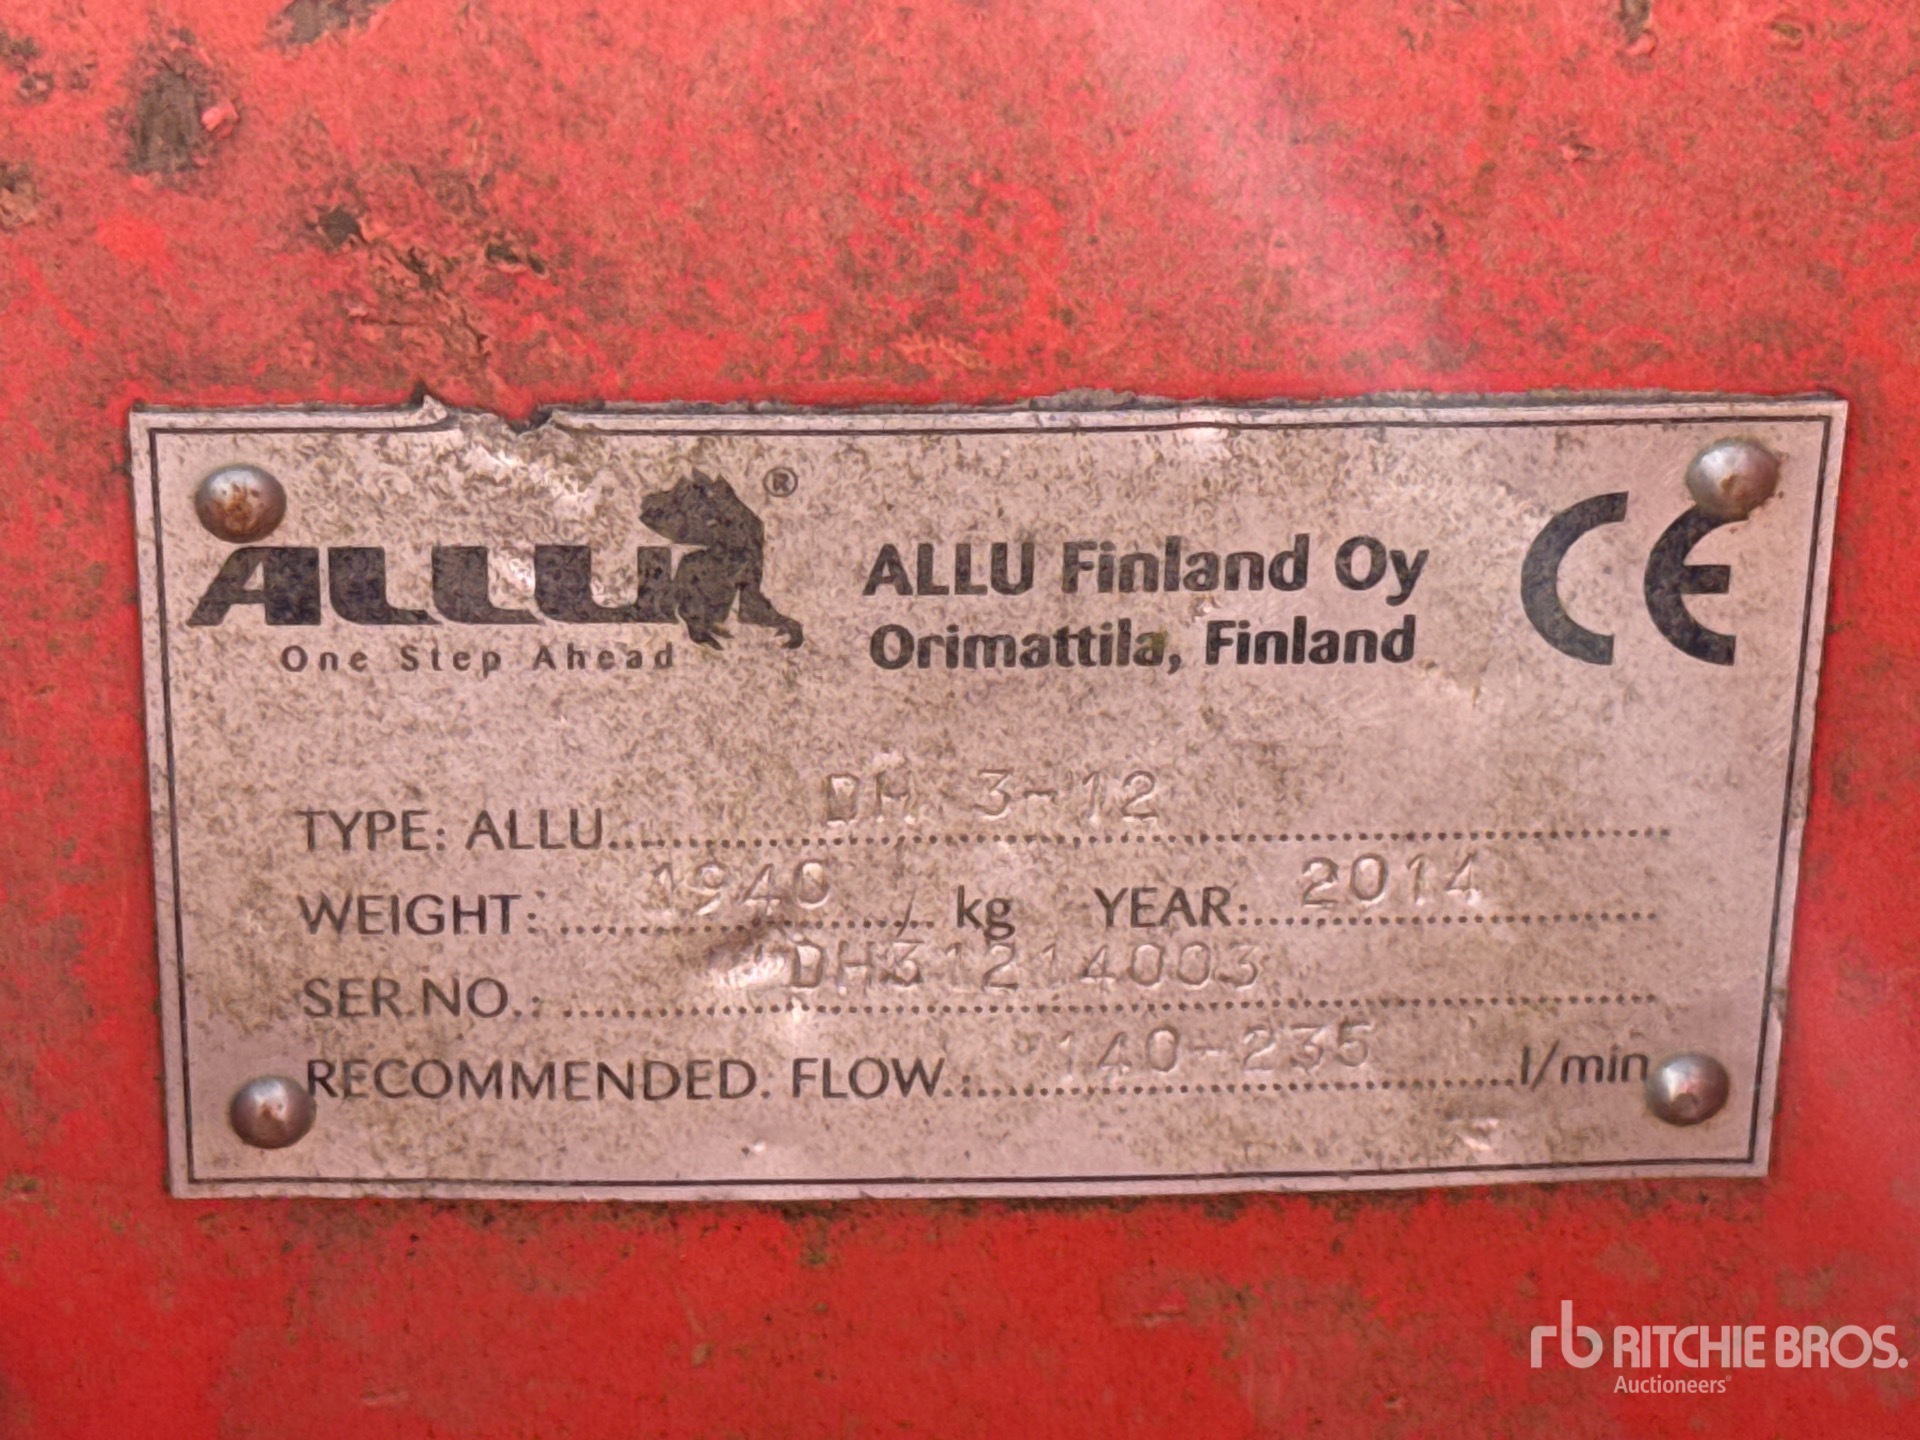 ALLU ®
One Step Ahead
ALLU Finland Oy
Orimattila, Finland
CE
TYPE: ALLU DH 3-12
WEIGHT: 1940 kg YEAR: 2014
SER.NO.: DH31214003
RECOMMENDED. FLOW.: 140-235 l/min
rb RITCHIE BROS.
Auctioneers